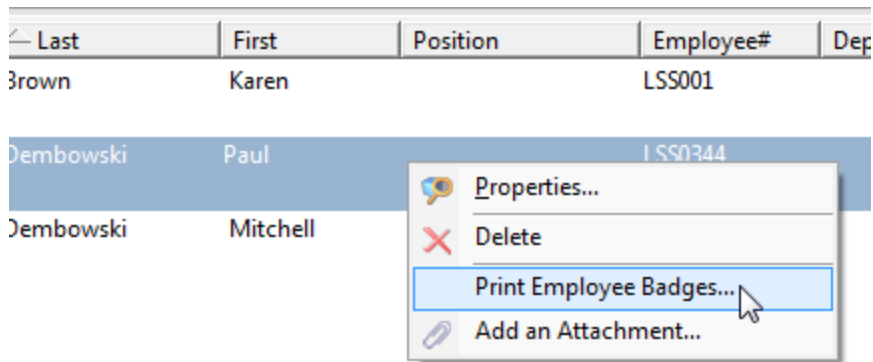 Last First Position Employee# Dep
Brown Karen LSS001
Dembowski Paul LSS0344
Properties...
Dembowski Mitchell
Delete
Print Employee Badges...
Add an Attachment...